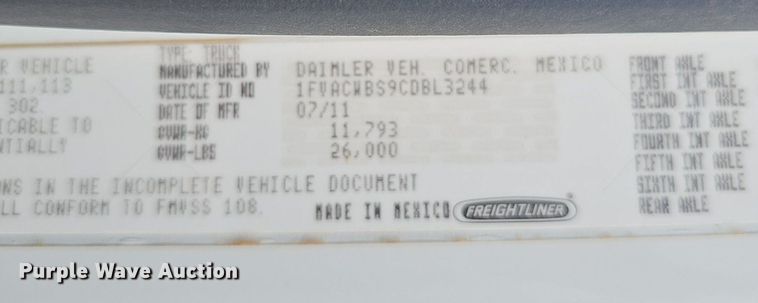 TYPE: TRUCK
R VEHICLE MANUFACTURED BY DAIMLER VEH. COMERC. MEXICO FRONT AXLE
111,113 VEHICLE ID NO 1FVACWBS9CDBL3244 FIRST INT AXLE
302 DATE OF MFR 07/11 SECOND INT AXLE
ICABLE TO GVWR-KG 11,793 THIRD INT AXLE
NTIALLY GVWR-LBS 26,000 FOURTH INT AXLE
FIFTH INT AXLE
NS IN THE INCOMPLETE VEHICLE DOCUMENT SIXTH INT AXLE
LL CONFORM TO FMVSS 108. MADE IN MEXICO FREIGHTLINER REAR AXLE
Purple Wave Auction